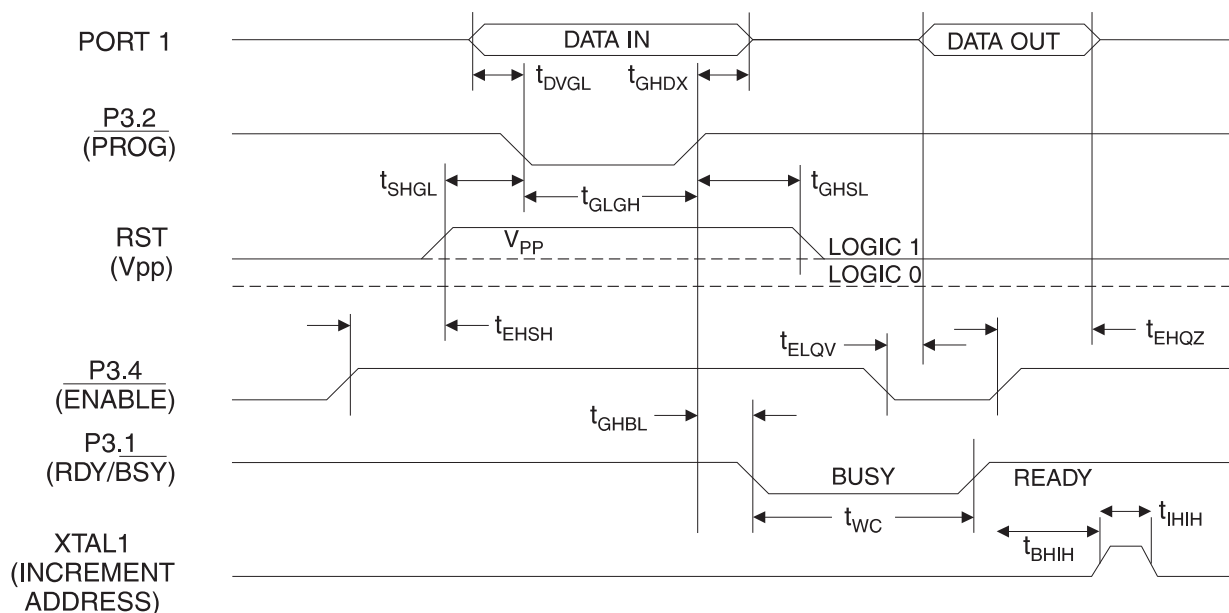 PORT 1
DATA IN
DATA OUT
tDVGL
tGHDX
P3.2
(PROG)
tSHGL
tGLGH
tGHSL
RST
(Vpp)
VPP
LOGIC 1
LOGIC 0
tEHSH
tELQV
tEHQZ
P3.4
(ENABLE)
tGHBL
P3.1
(RDY/BSY)
BUSY
READY
tWC
tIHIH
tBHIH
XTAL1
(INCREMENT
ADDRESS)